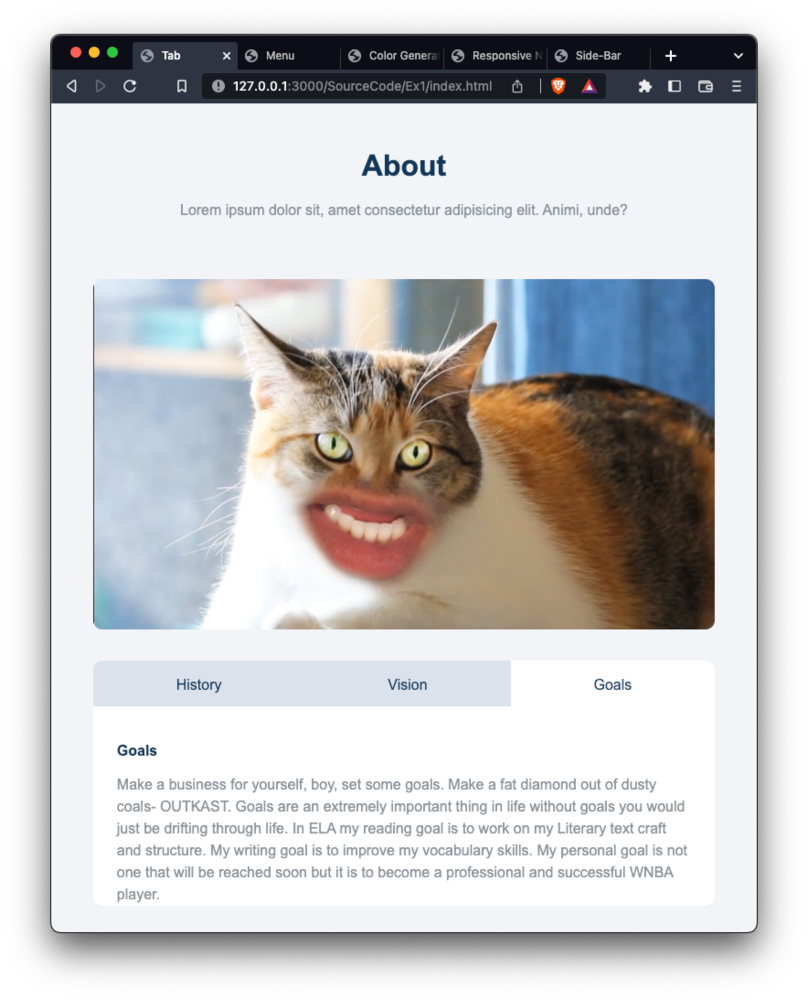 Tab
Menu
Color Genera
Responsive N
Side-Bar
127.0.0.1:3000/SourceCode/Ex1/index.html
About
Lorem ipsum dolor sit, amet consectetur adipisicing elit. Animi, unde?
History
Vision
Goals
Goals
Make a business for yourself, boy, set some goals. Make a fat diamond out of dusty
coals- OUTKAST. Goals are an extremely important thing in life without goals you would
just be drifting through life. In ELA my reading goal is to work on my Literary text craft
and structure. My writing goal is to improve my vocabulary skills. My personal goal is not
one that will be reached soon but it is to become a professional and successful WNBA
player.